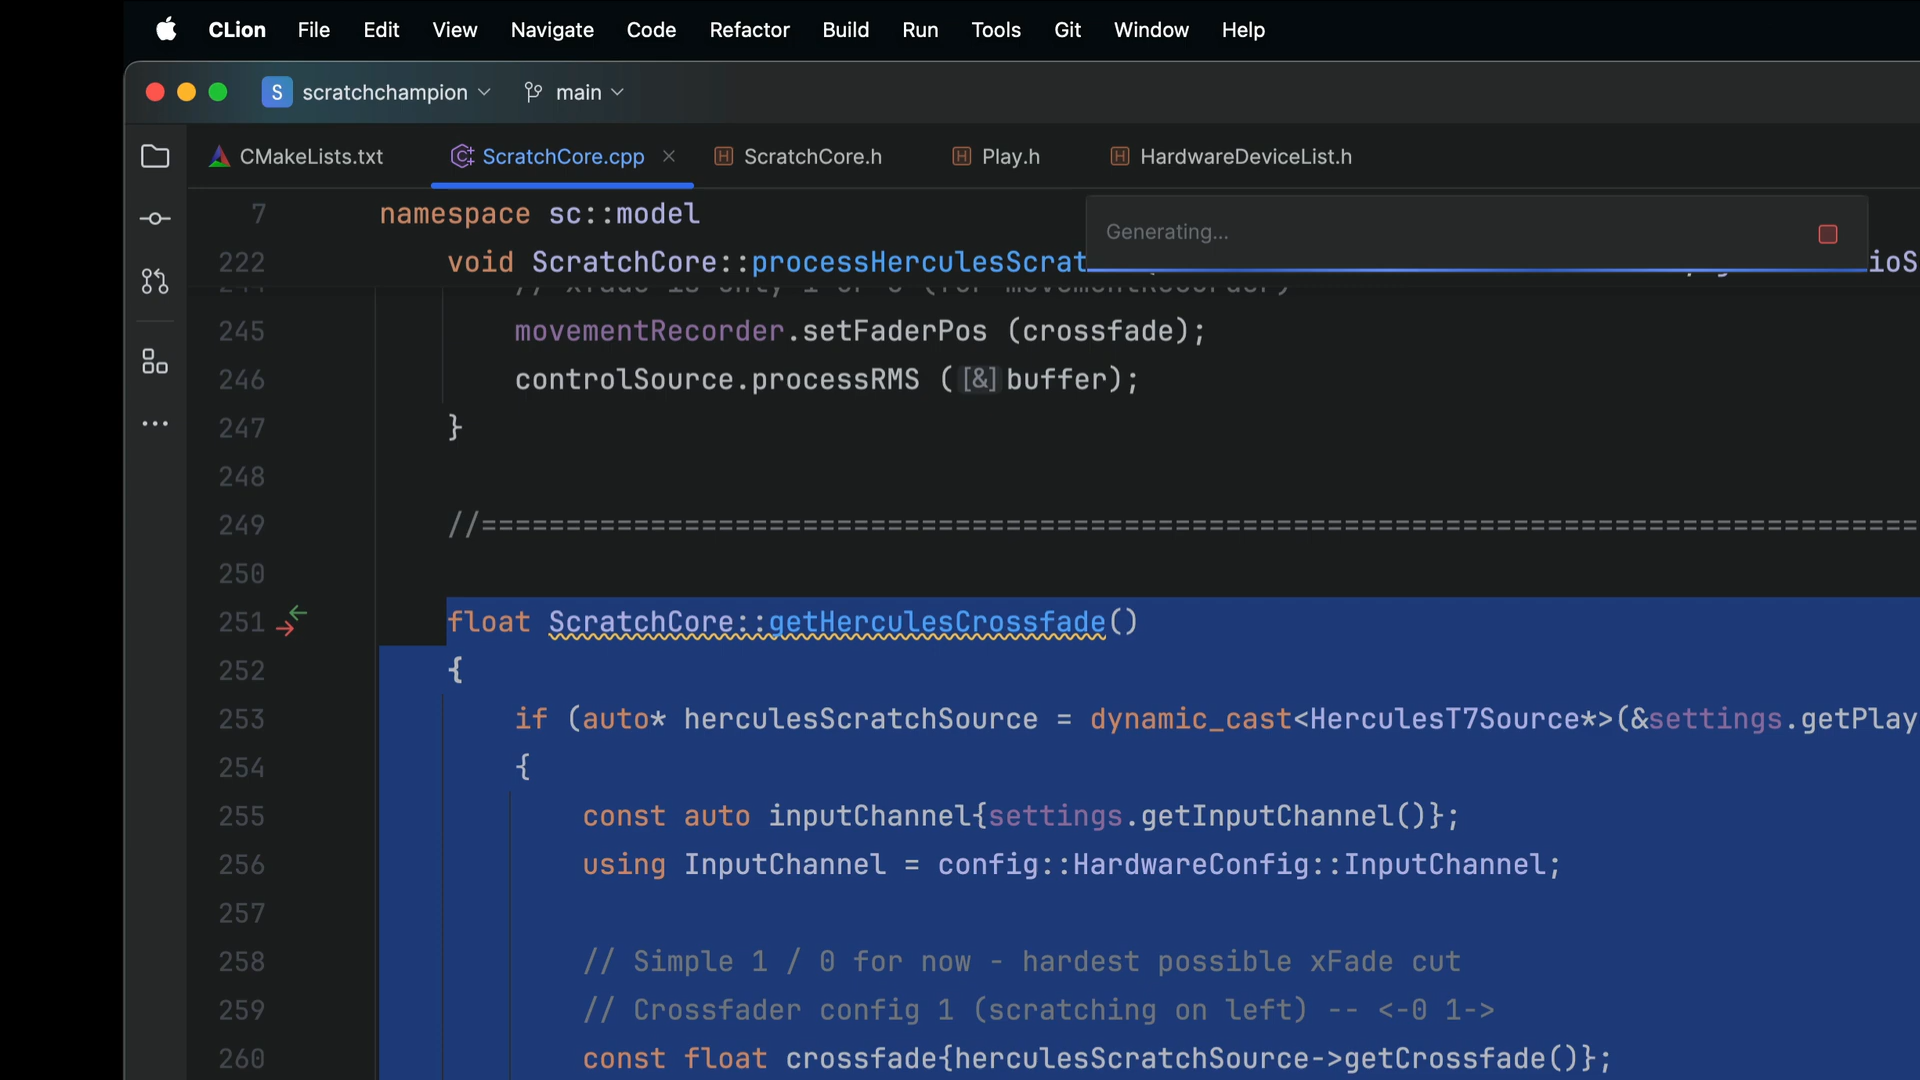 CLion File Edit View Navigate Code Refactor Build Run Tools Git Window Help
S scratchchampion main
CMakeLists.txt ScratchCore.cpp ScratchCore.h Play.h HardwareDeviceList.h
7 namespace sc::model
Generating...
222 void ScratchCore::processHerculesScrat ioS
245 movementRecorder.setFaderPos (crossfade);
246 controlSource.processRMS ([&]buffer);
247 }
248
249 //=====================================================================================
250
251 float ScratchCore::getHerculesCrossfade()
252 {
253 if (auto* herculesScratchSource = dynamic_cast<HerculesT7Source*>(&settings.getPlay
254 {
255 const auto inputChannel{settings.getInputChannel()};
256 using InputChannel = config::HardwareConfig::InputChannel;
257
258 // Simple 1 / 0 for now - hardest possible xFade cut
259 // Crossfader config 1 (scratching on left) -- <-0 1->
260 const float crossfade{herculesScratchSource->getCrossfade()};